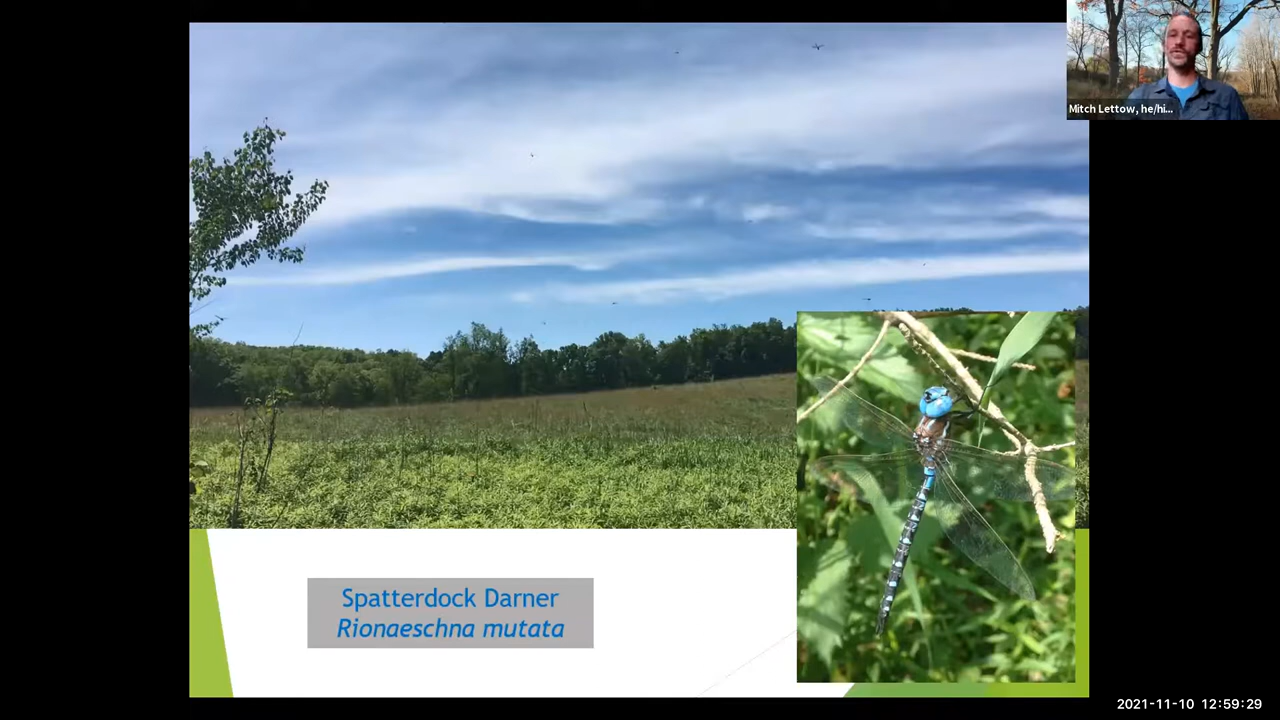 Mitch Lettow, he/hi...
Spatterdock Darner
Rionaeschna mutata
2021-11-10 12:59:29